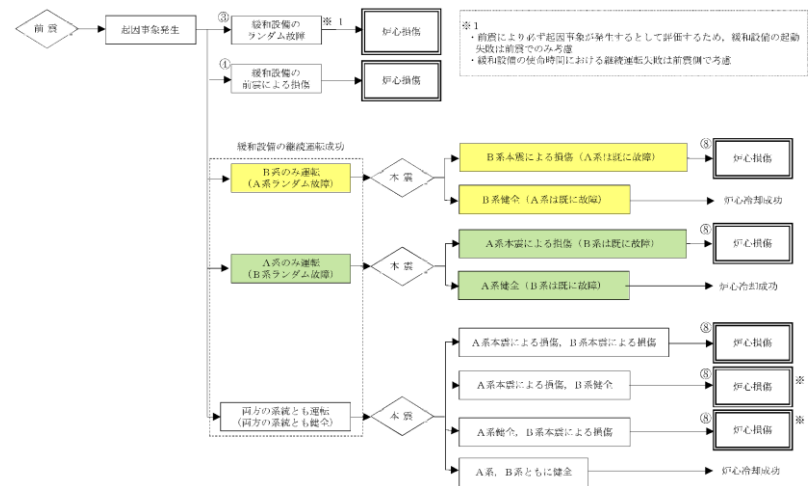 前震
起因事象発生
③
緩和設備の
ランダム故障
※1
炉心損傷
④
緩和設備の
前震による損傷
炉心損傷
※1
・前震により必ず起因事象が発生するとして評価するため，緩和設備の起動
失敗は前震でのみ考慮
・緩和設備の使命時間における継続運転失敗は前震側で考慮
緩和設備の継続運転成功
B系のみ運転
(A系ランダム故障)
本震
B系本震による損傷（A系は既に故障）
⑧
炉心損傷
B系健全（A系は既に故障）
炉心冷却成功
A系のみ運転
(B系ランダム故障)
本震
A系本震による損傷（B系は既に故障）
⑧
炉心損傷
A系健全（B系は既に故障）
炉心冷却成功
両方の系統とも運転
(両方の系統とも健全)
本震
A系本震による損傷，B系本震による損傷
⑧
炉心損傷
A系本震による損傷，B系健全
⑧
炉心損傷
※
A系健全，B系本震による損傷
⑧
炉心損傷
※
A系，B系ともに健全
炉心冷却成功